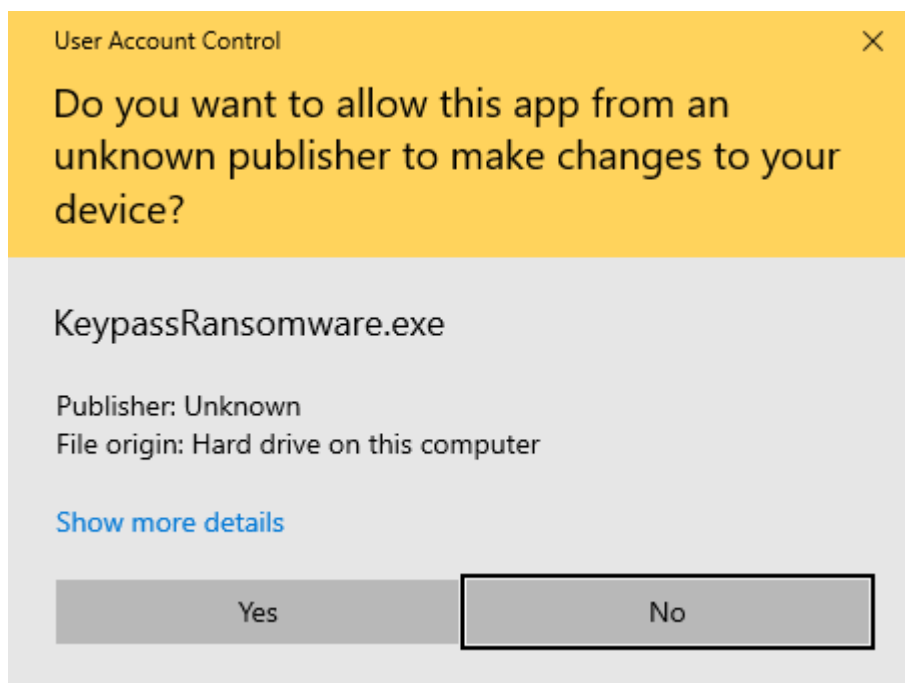 User Account Control
Do you want to allow this app from an
unknown publisher to make changes to your
device?
KeypassRansomware.exe
Publisher: Unknown
File origin: Hard drive on this computer
Show more details
Yes
No